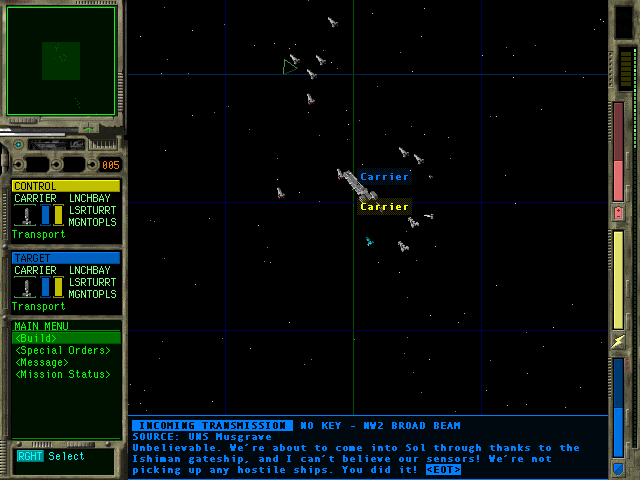 005
CONTROL
CARRIER LNCHBAY
LSRTURRT
MGNTOPLS
Transport
TARGET
CARRIER LNCHBAY
LSRTURRT
MGNTOPLS
Transport
MAIN MENU
<Build>
<Special Orders>
<Message>
<Mission Status>
RGHT Select
Carrier
Carrier
INCOMING TRANSMISSION NO KEY - NW2 BROAD BEAM
SOURCE: UNS Musgrave
Unbelievable. We're about to come into Sol through thanks to the
Ishiman gateship, and I can't believe our sensors! We're not
picking up any hostile ships. You did it! <EOT>